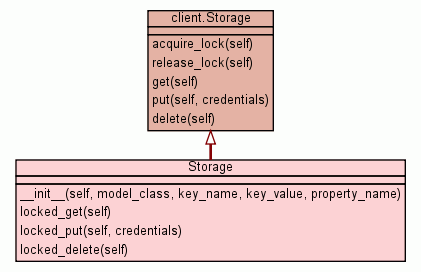 client.Storage
acquire_lock(self)
release_lock(self)
get(self)
put(self, credentials)
delete(self)
Storage
__init__(self, model_class, key_name, key_value, property_name)
locked_get(self)
locked_put(self, credentials)
locked_delete(self)